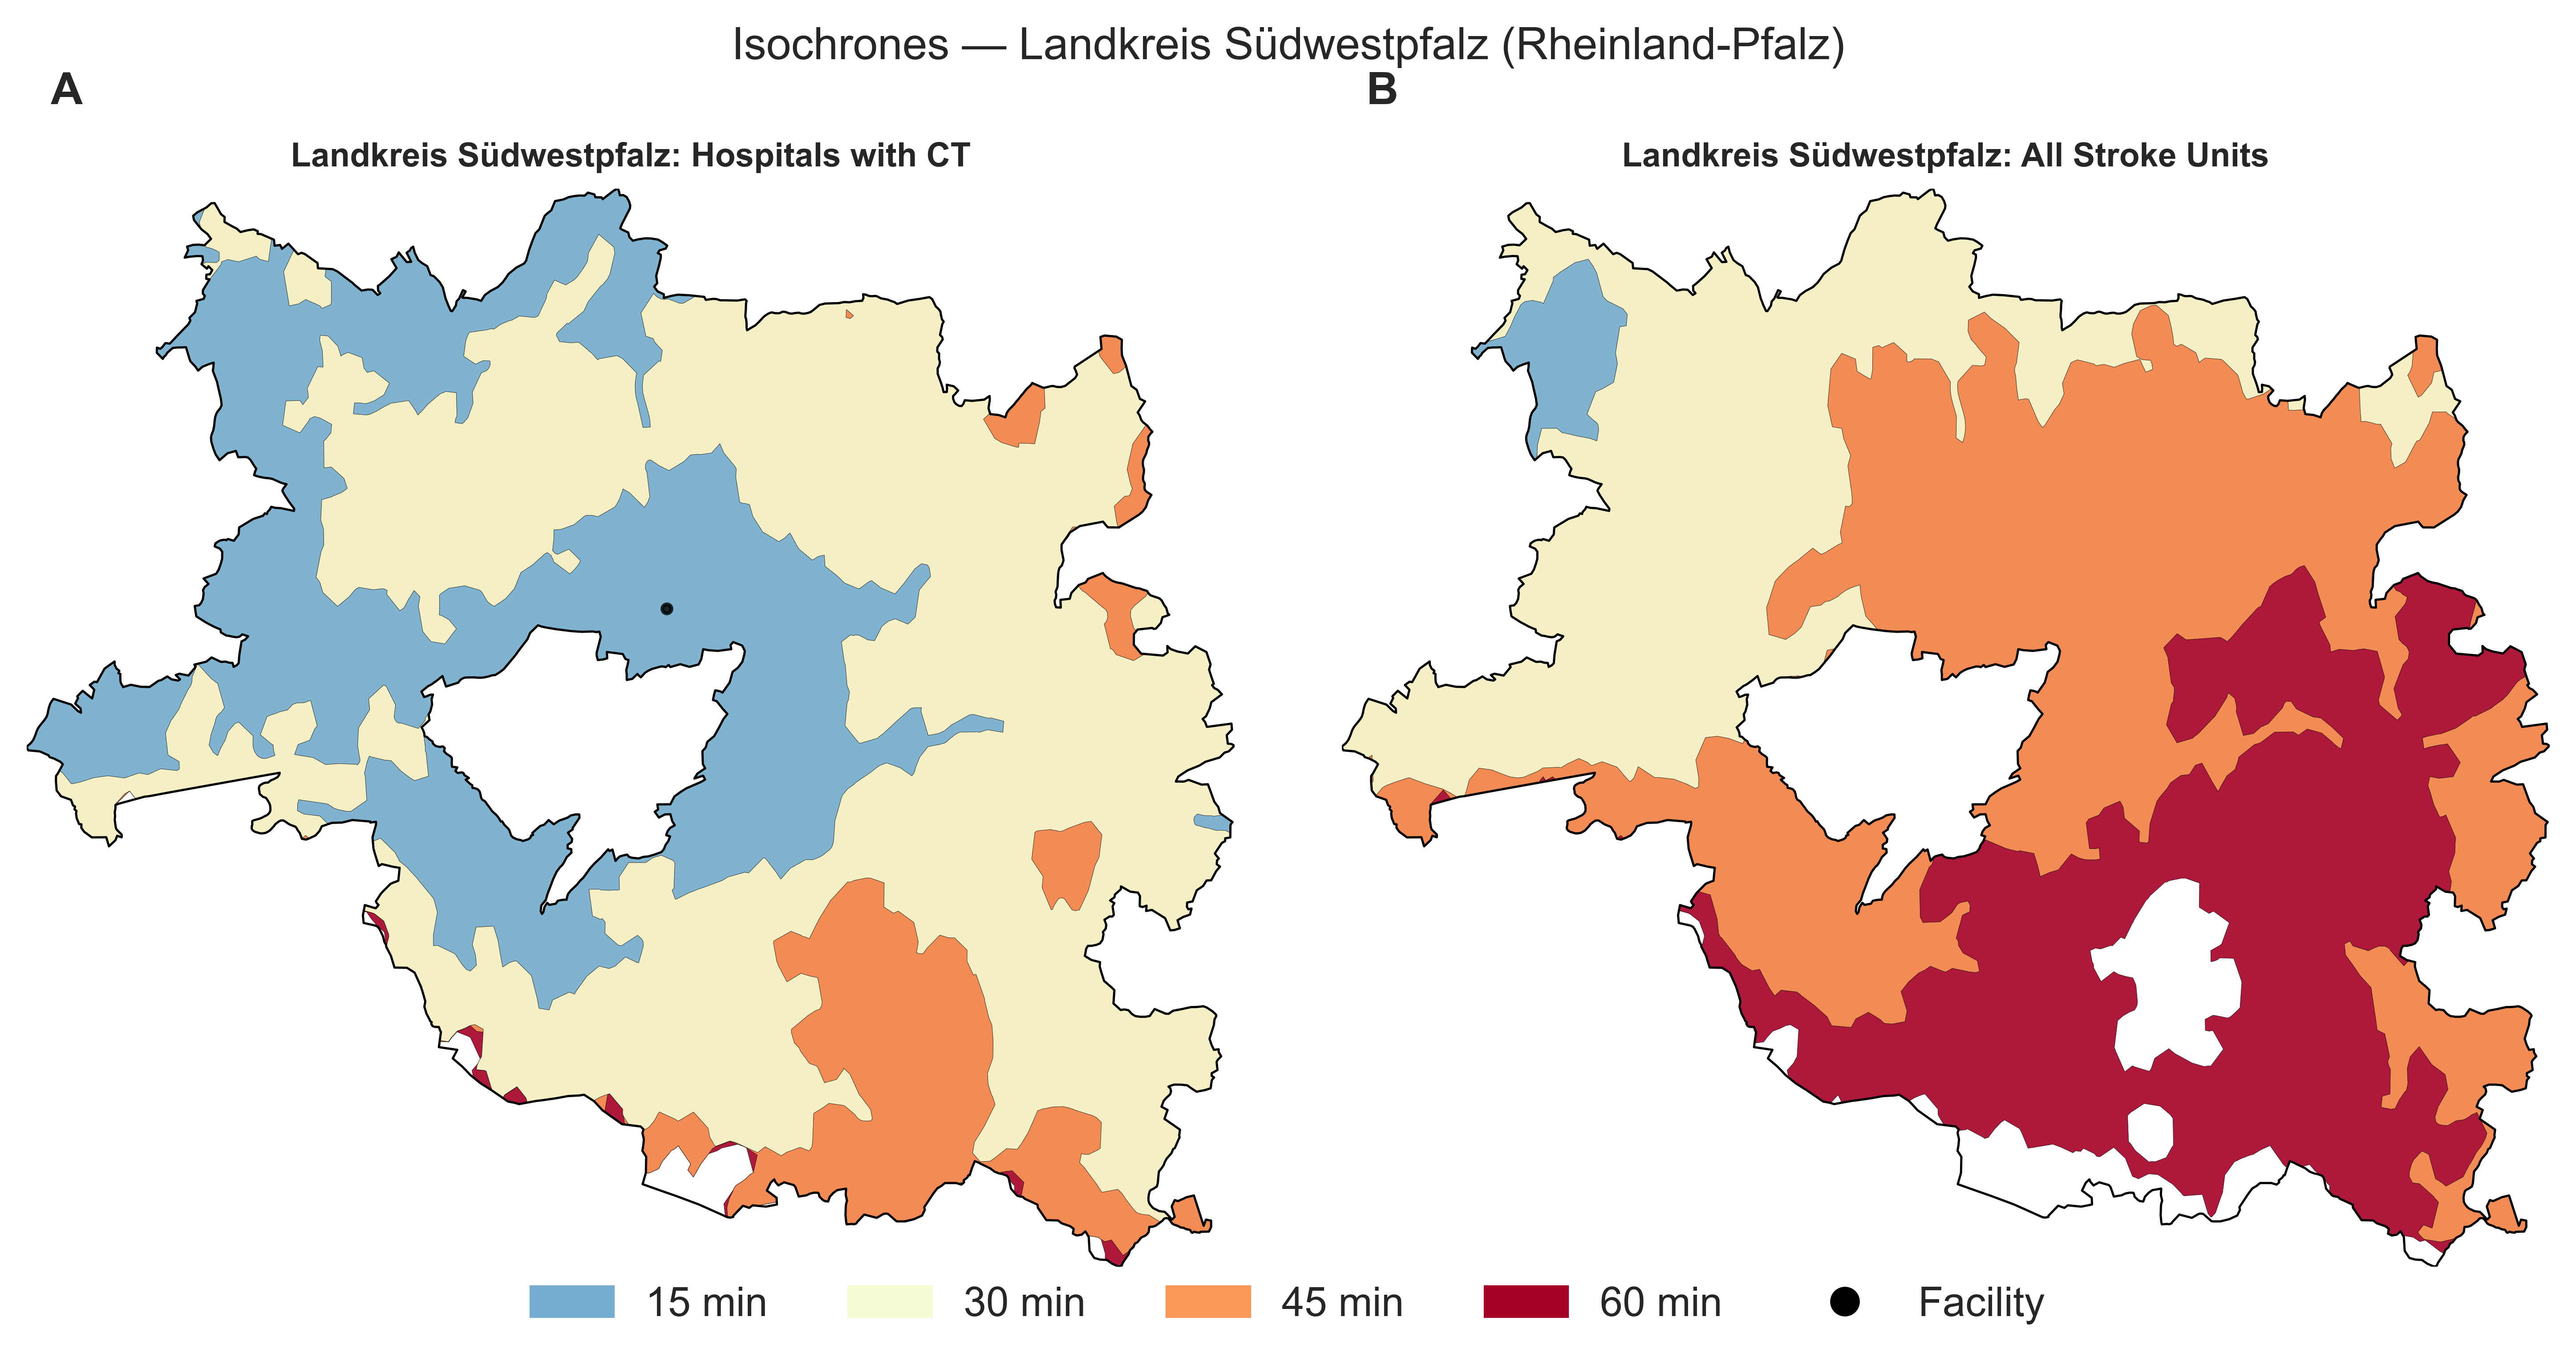 Isochrones — Landkreis Südwestpfalz (Rheinland-Pfalz)
A
B
Landkreis Südwestpfalz: Hospitals with CT
Landkreis Südwestpfalz: All Stroke Units
15 min
30 min
45 min
60 min
Facility